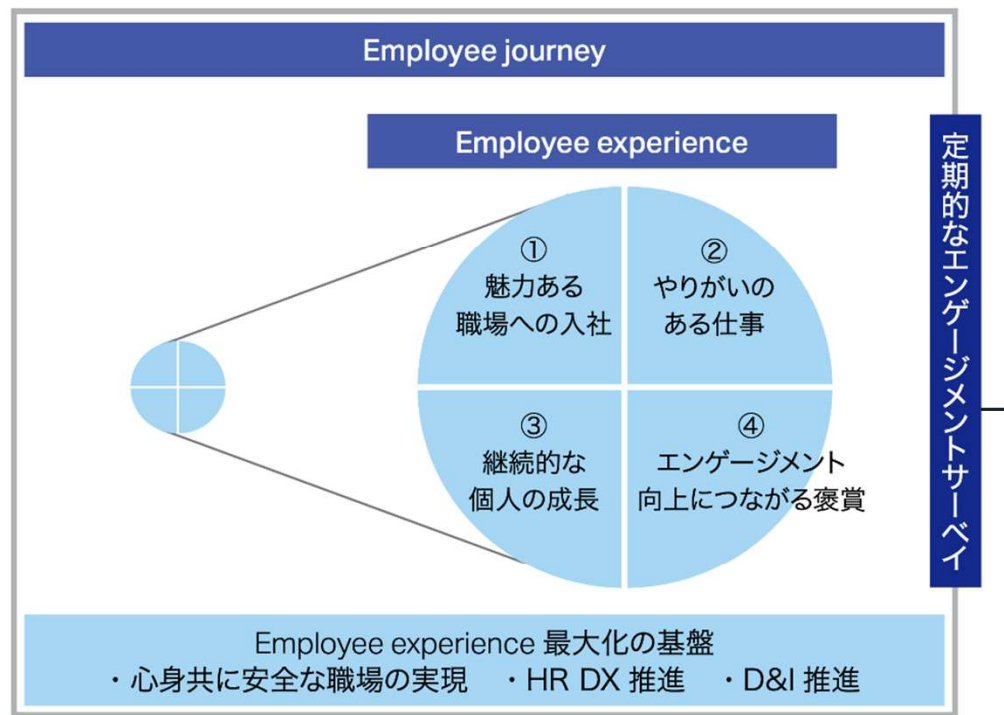 Employee journey
Employee experience
①
魅力ある
職場への入社
②
やりがいの
ある仕事
③
継続的な
個人の成長
④
エンゲージメント
向上につながる褒賞
定期的なエンゲージメントサーベイ
Employee experience 最大化の基盤
・心身共に安全な職場の実現 ・HR DX 推進 ・D&I 推進